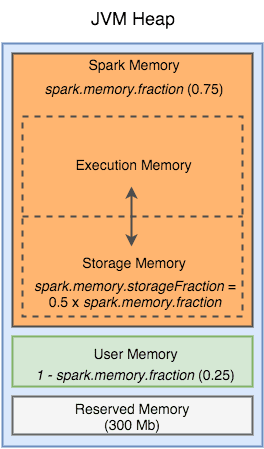 JVM Heap
Spark Memory
spark.memory.fraction (0.75)
Execution Memory
Storage Memory
spark.memory.storageFraction =
0.5 x spark.memory.fraction
User Memory
1 - spark.memory.fraction (0.25)
Reserved Memory
(300 Mb)